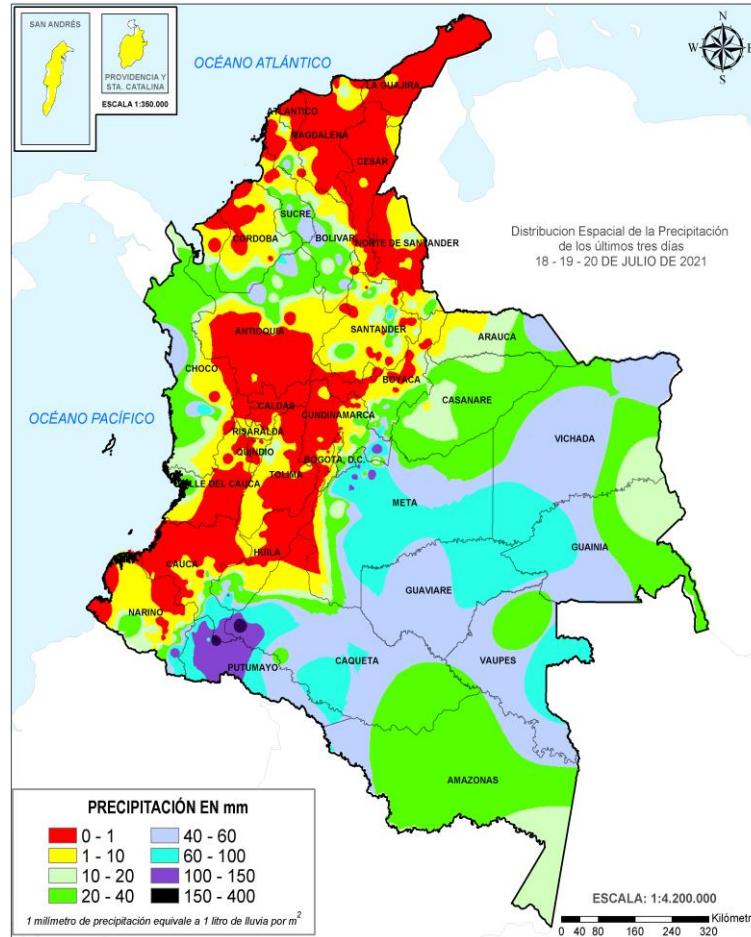 SAN ANDRÉS
PROVIDENCIA Y
STA. CATALINA
ESCALA 1:350.000
OCÉANO ATLÁNTICO
N
W E
S
LA GUAJIRA
ATLANTICO
MAGDALENA
CESAR
SUCRE
CORDOBA
BOLIVAR
NORTE DE SANTANDER
Distribucion Espacial de la Precipitación
de los últimos tres días
18 - 19 - 20 DE JULIO DE 2021
ANTIOQUIA
SANTANDER
ARAUCA
CHOCO
BOYACA
CASANARE
OCÉANO PACÍFICO
CALDAS
CUNDINAMARCA
RISARALDA
QUINDIO
BOGOTA, D.C.
VICHADA
TOLIMA
VALLE DEL CAUCA
META
HUILA
GUAINIA
CAUCA
GUAVIARE
NARINO
PUTUMAYO
CAQUETA
VAUPES
AMAZONAS
PRECIPITACIÓN EN mm
0 - 1
40 - 60
1 - 10
60 - 100
10 - 20
100 - 150
20 - 40
150 - 400
1 milímetro de precipitación equivale a 1 litro de lluvia por m2
ESCALA: 1:4.200.000
Kilómet
0 40 80 160 240 320